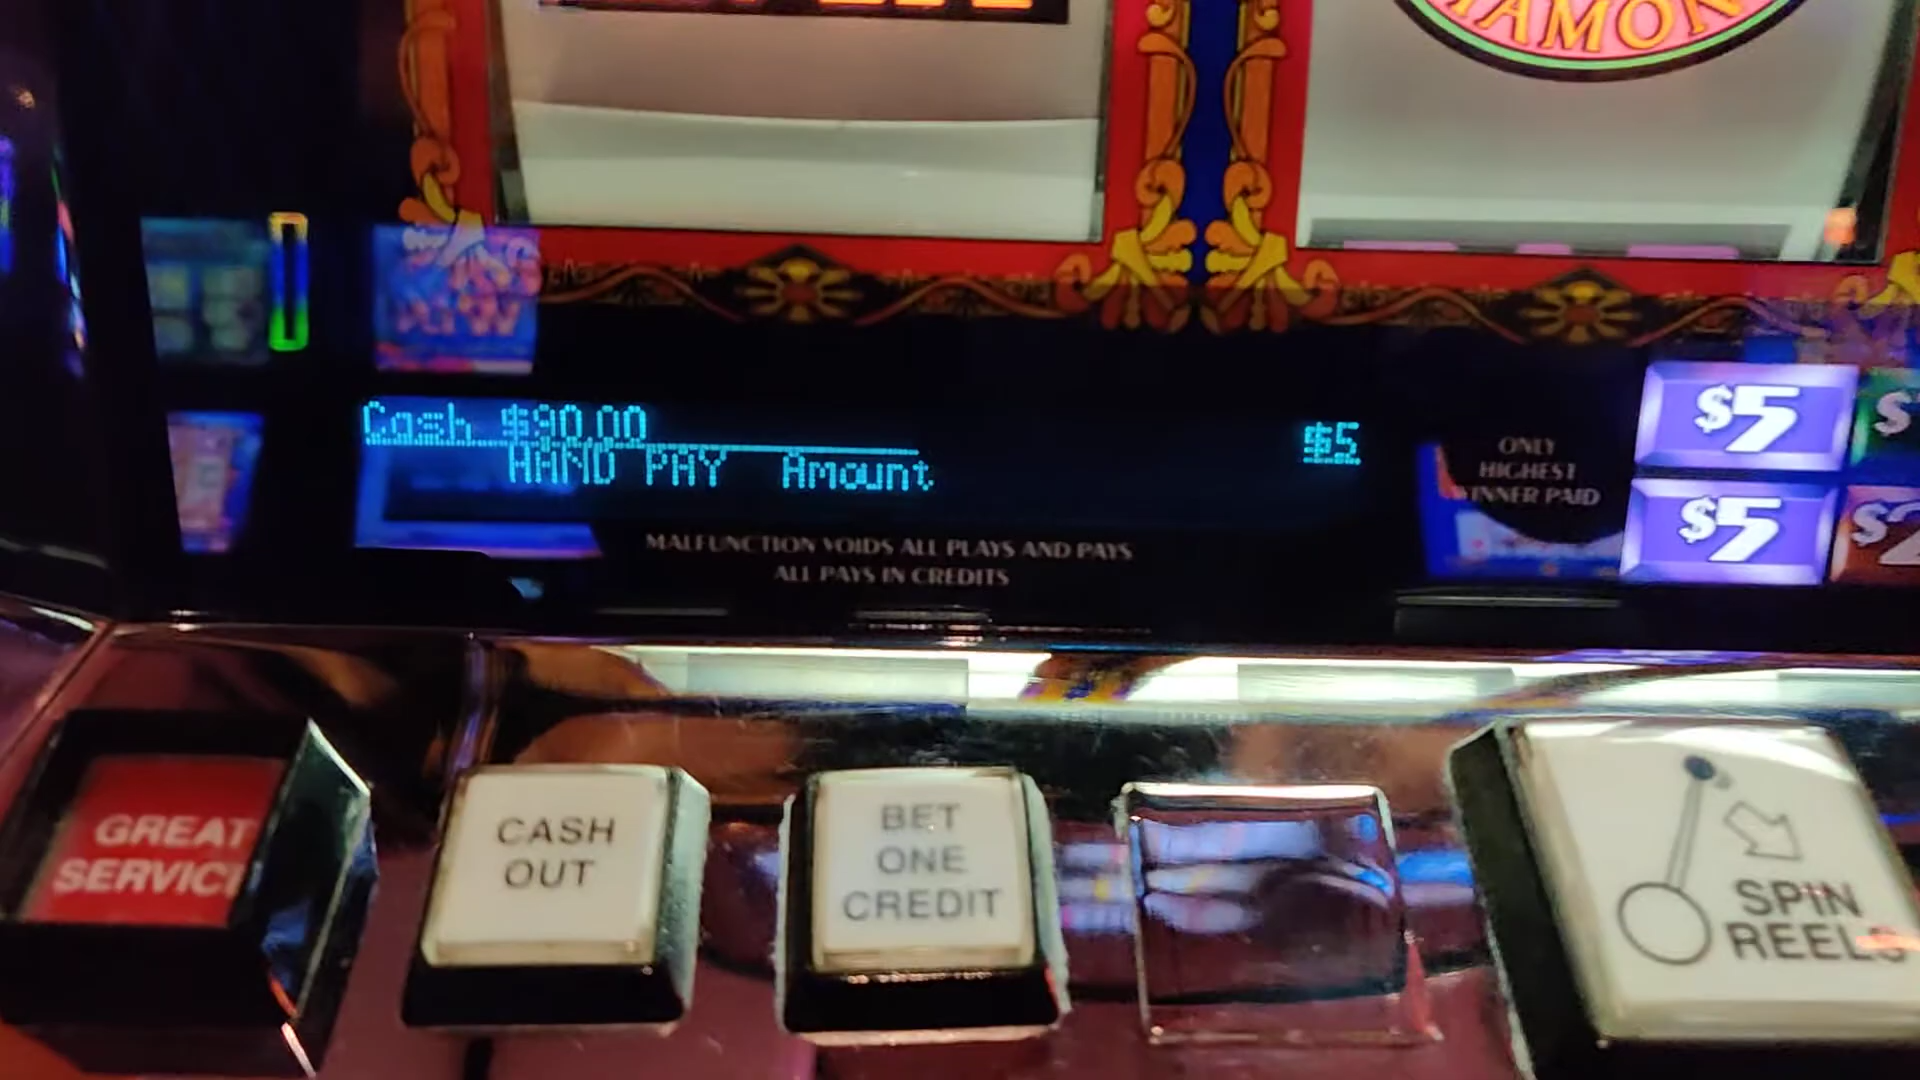 Cash $90.00
$5
HAND PAY Amount
MALFUNCTION VOIDS ALL PLAYS AND PAYS
ALL PAYS IN CREDITS
ONLY
HIGHEST
WINNER PAID
$5
$5
GREAT
SERVICE
CASH
OUT
BET
ONE
CREDIT
SPIN
REELS